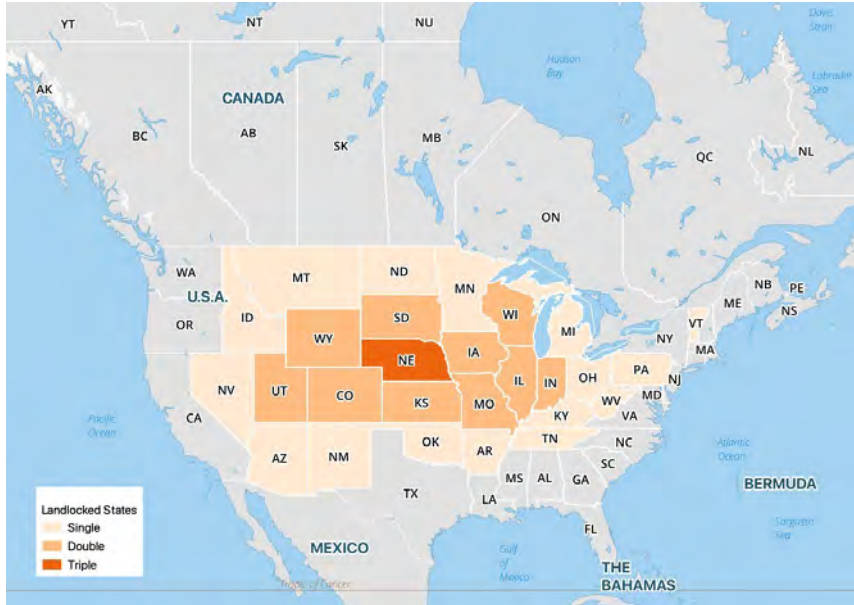 YT
NT
NU
Davis
Strait
Hudson
Bay
Labrador
Sea
AK
CANADA
BC
AB
SK
MB
QC
NL
ON
WA
MT
ND
MN
NB
PE
ME
NS
U.S.A.
OR
ID
SD
WI
MI
VT
NY
MA
WY
NE
IA
PA
NJ
NV
UT
CO
IL
IN
OH
MD
KS
MO
WV
VA
KY
CA
Pacific
Ocean
AZ
NM
OK
AR
TN
NC
SC
Atlantic
Ocean
TX
MS
AL
GA
LA
BERMUDA
Landlocked States
Single
Double
Triple
MEXICO
Gulf
of
Mexico
FL
Sargasso
Sea
THE
BAHAMAS
Tropic of Cancer